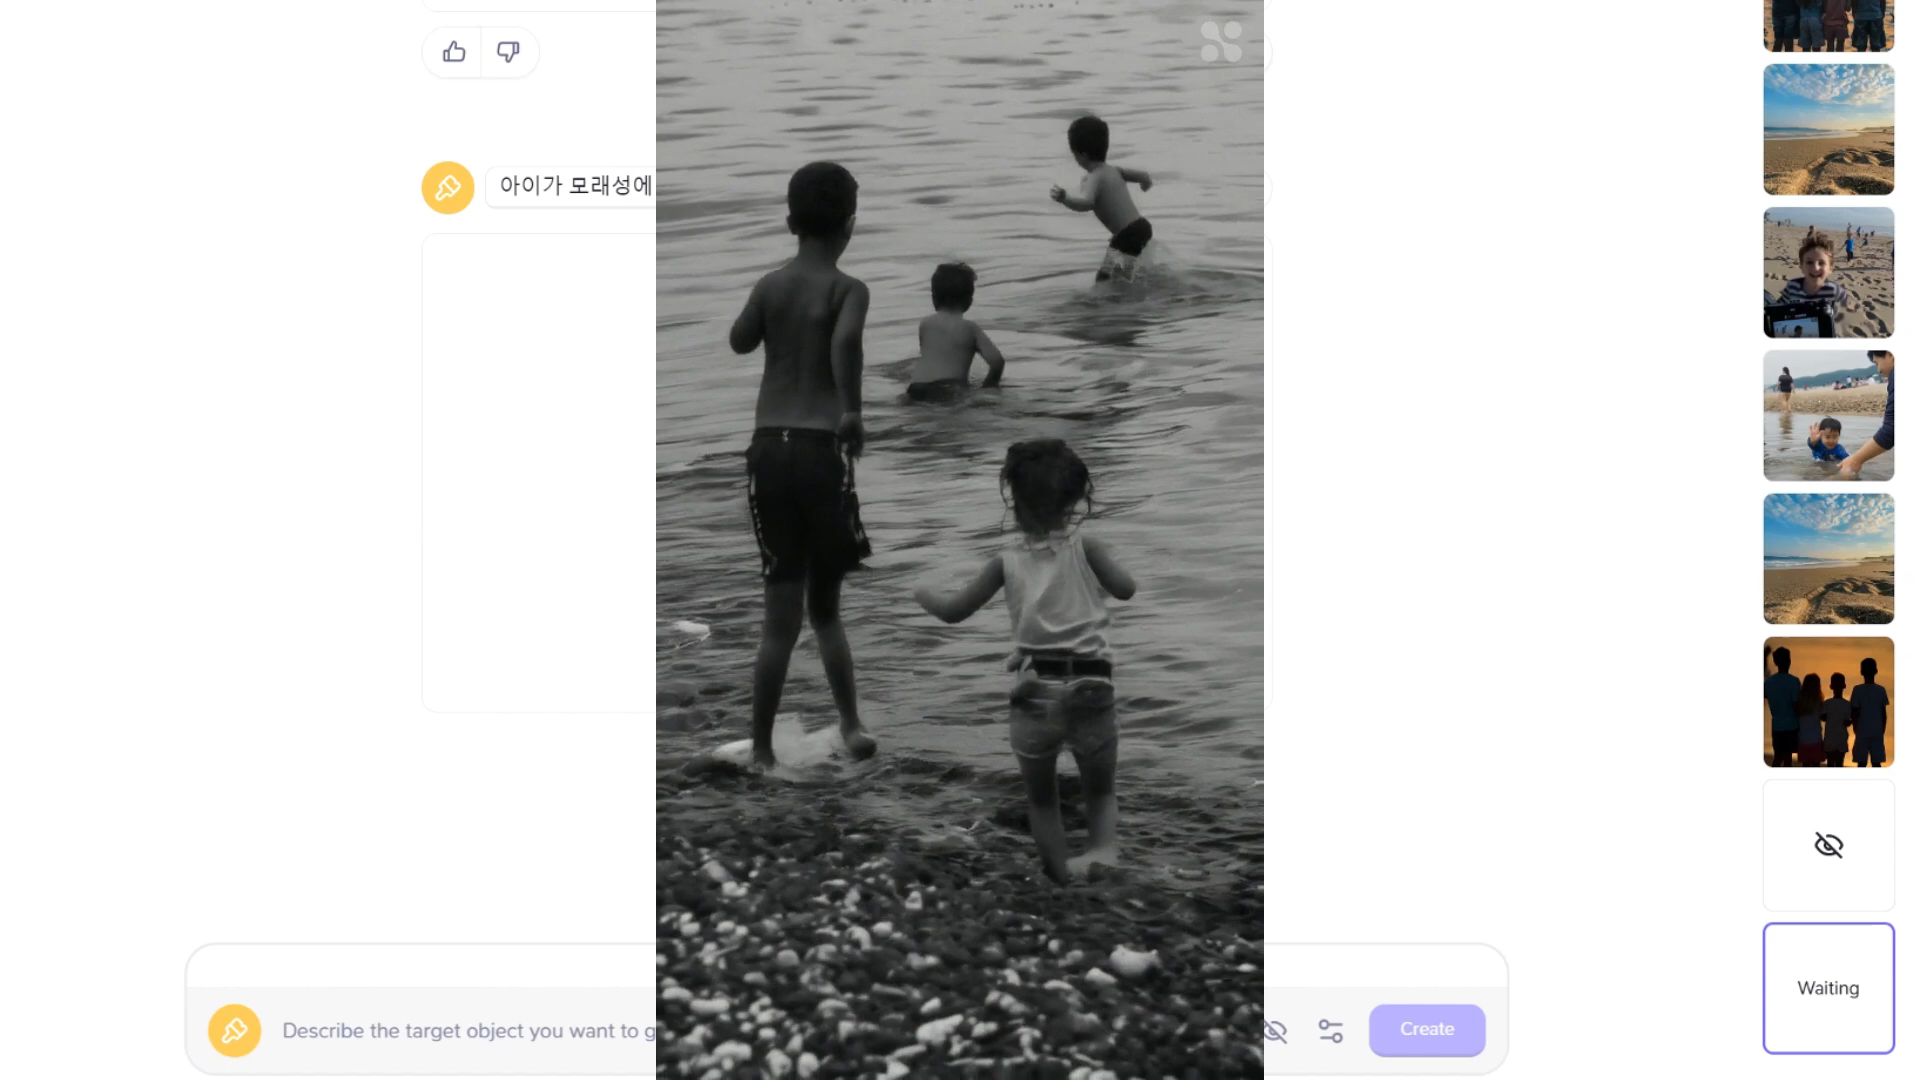 아이가 모래성에
Describe the target object you want to g
Create
Waiting